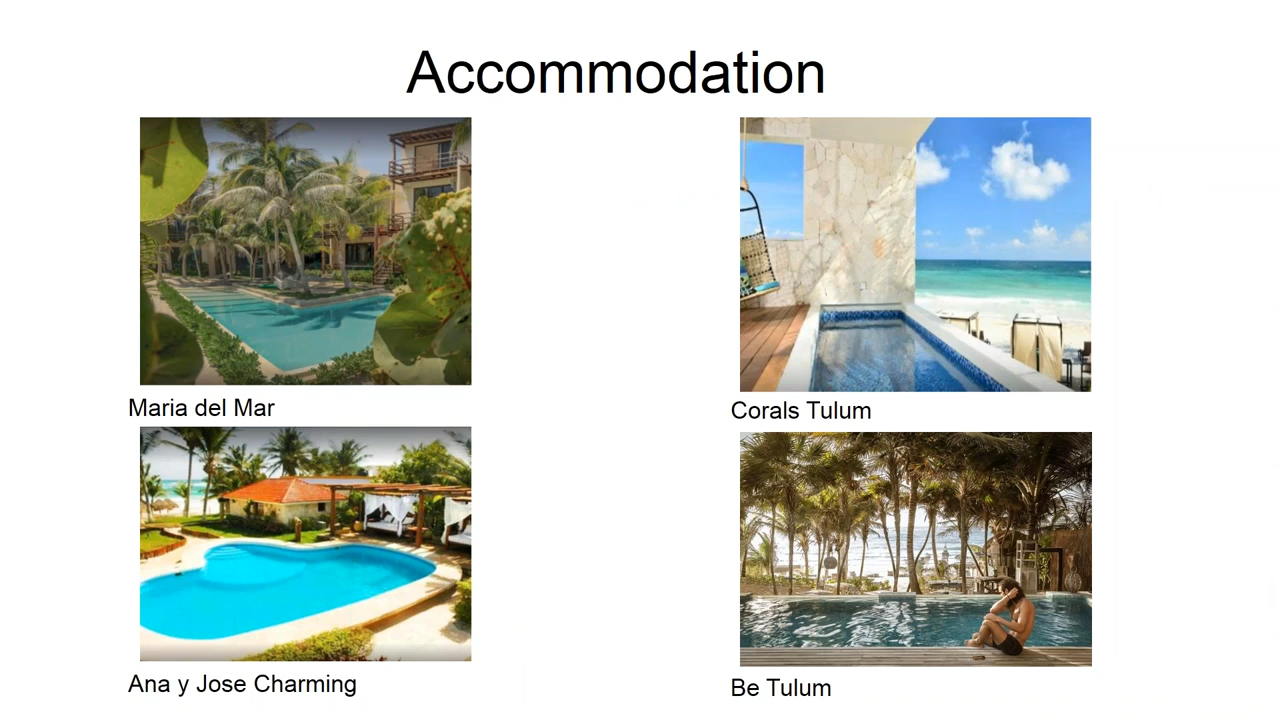 Accommodation
Maria del Mar
Corals Tulum
Ana y Jose Charming
Be Tulum